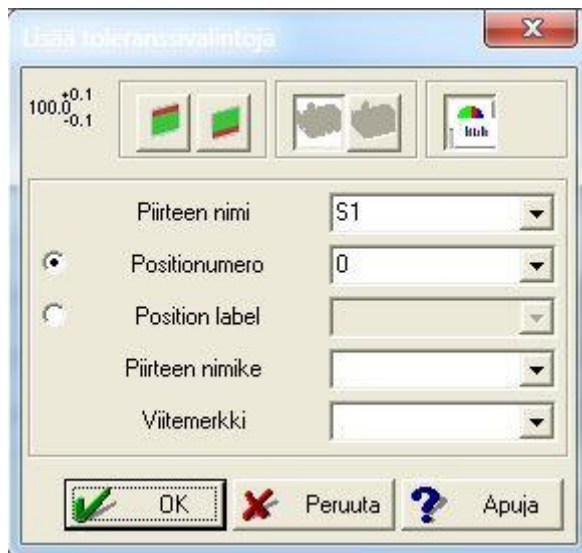 Lisää toleranssivalintoja
100.0 +0.1 -0.1
Piirteen nimi S1
Positionumero 0
Position label
Piirteen nimike
Viitemerkki
OK Peruuta Apuja